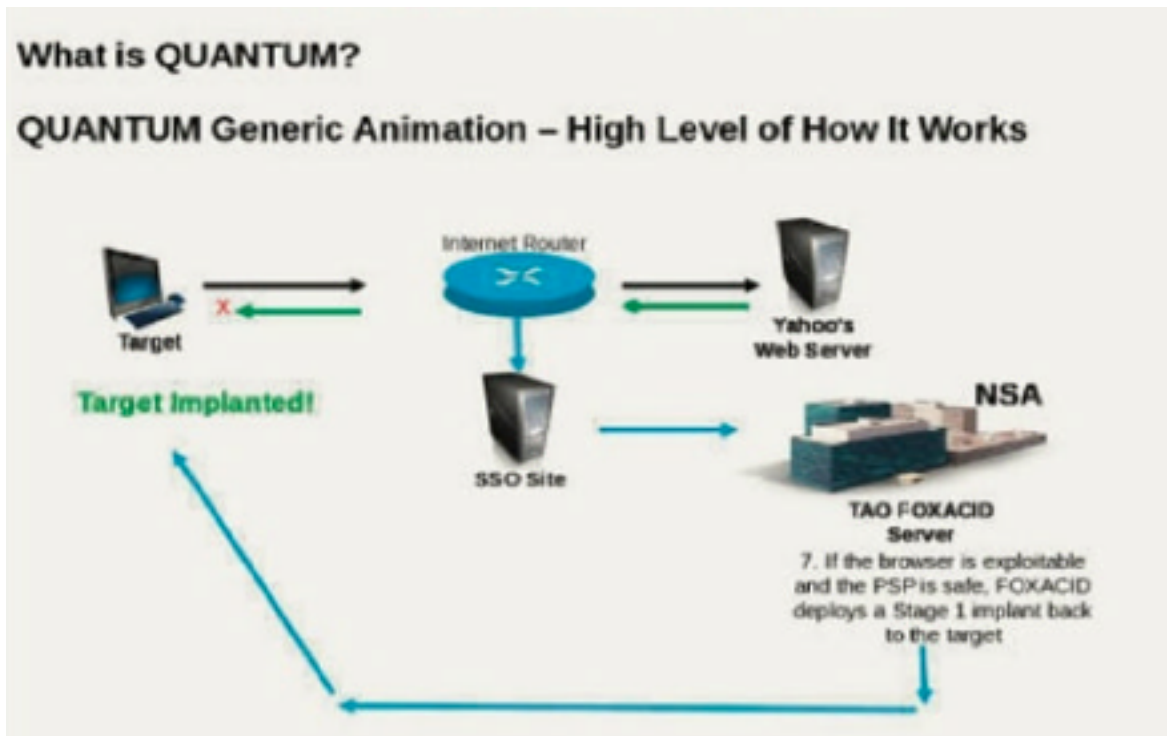 What is QUANTUM?
QUANTUM Generic Animation – High Level of How It Works
Internet Router
X
Target
Yahoo's
Web Server
Target Implanted!
NSA
SSO Site
TAO FOXACID
Server
7. If the browser is exploitable
and the PSP is safe, FOXACID
deploys a Stage 1 implant back
to the target